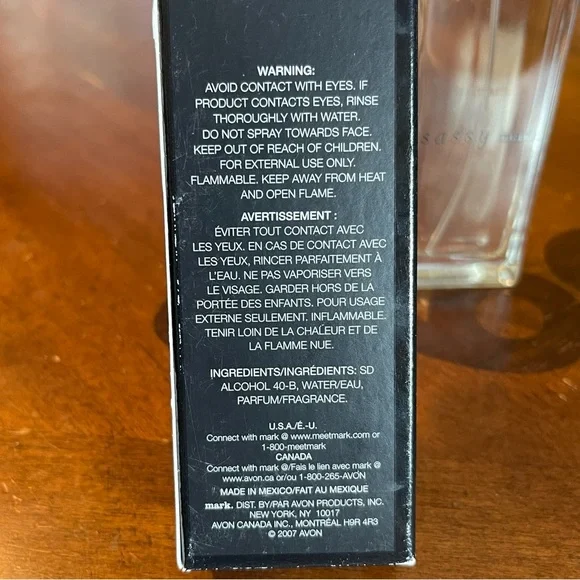 WARNING:
AVOID CONTACT WITH EYES. IF
PRODUCT CONTACTS EYES, RINSE
THOROUGHLY WITH WATER.
DO NOT SPRAY TOWARDS FACE.
KEEP OUT OF REACH OF CHILDREN.
FOR EXTERNAL USE ONLY.
FLAMMABLE. KEEP AWAY FROM HEAT
AND OPEN FLAME.
AVERTISSEMENT :
ÉVITER TOUT CONTACT AVEC
LES YEUX. EN CAS DE CONTACT AVEC
LES YEUX, RINCER PARFAITEMENT À
L'EAU. NE PAS VAPORISER VERS
LE VISAGE. GARDER HORS DE LA
PORTÉE DES ENFANTS. POUR USAGE
EXTERNE SEULEMENT. INFLAMMABLE.
TENIR LOIN DE LA CHALEUR ET DE
LA FLAMME NUE.
INGREDIENTS/INGRÉDIENTS: SD
ALCOHOL 40-B, WATER/EAU,
PARFUM/FRAGRANCE.
U.S.A./É.-U.
Connect with mark @ www.meetmark.com or
1-800-meetmark
CANADA
Connect with mark @/Fais le lien avec mark @
www.avon.ca or/ou 1-800-265-AVON
MADE IN MEXICO/FAIT AU MEXIQUE
mark. DIST. BY/PAR AVON PRODUCTS, INC.
NEW YORK, NY 10017
AVON CANADA INC., MONTRÉAL H9R 4R3
© 2007 AVON
sassy